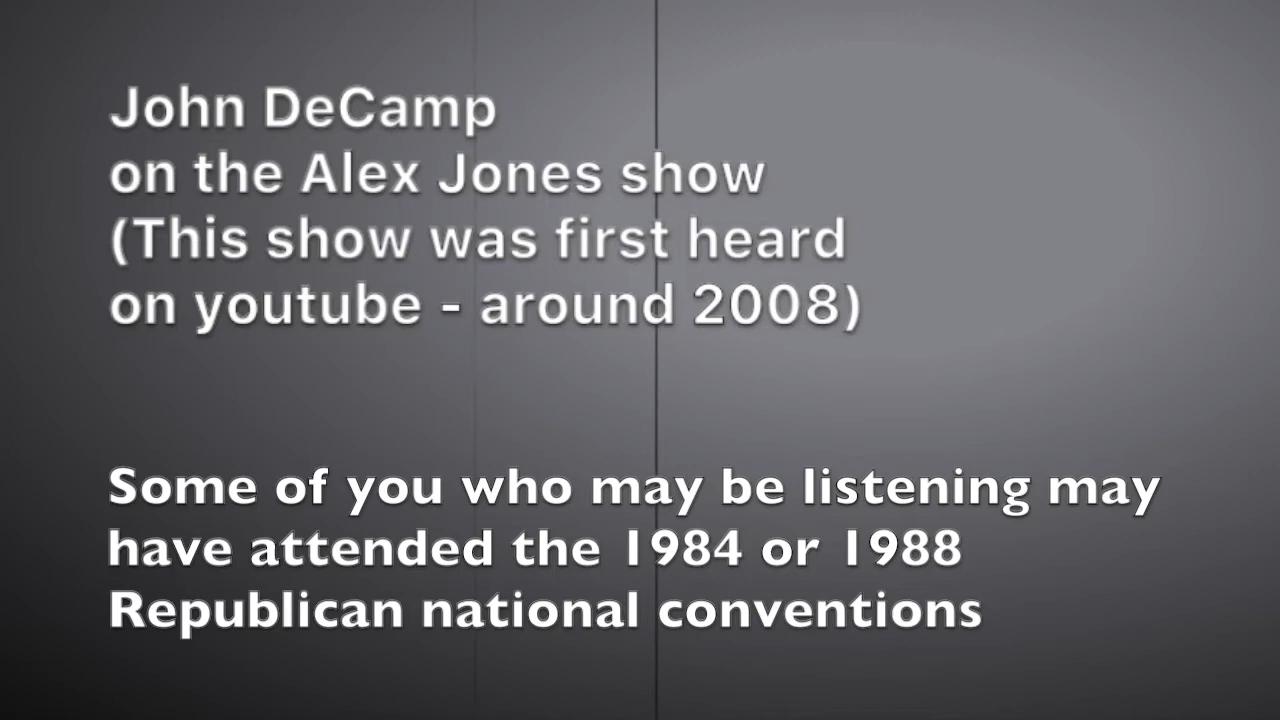 John DeCamp
on the Alex Jones show
(This show was first heard
on youtube - around 2008)
Some of you who may be listening may
have attended the 1984 or 1988
Republican national conventions